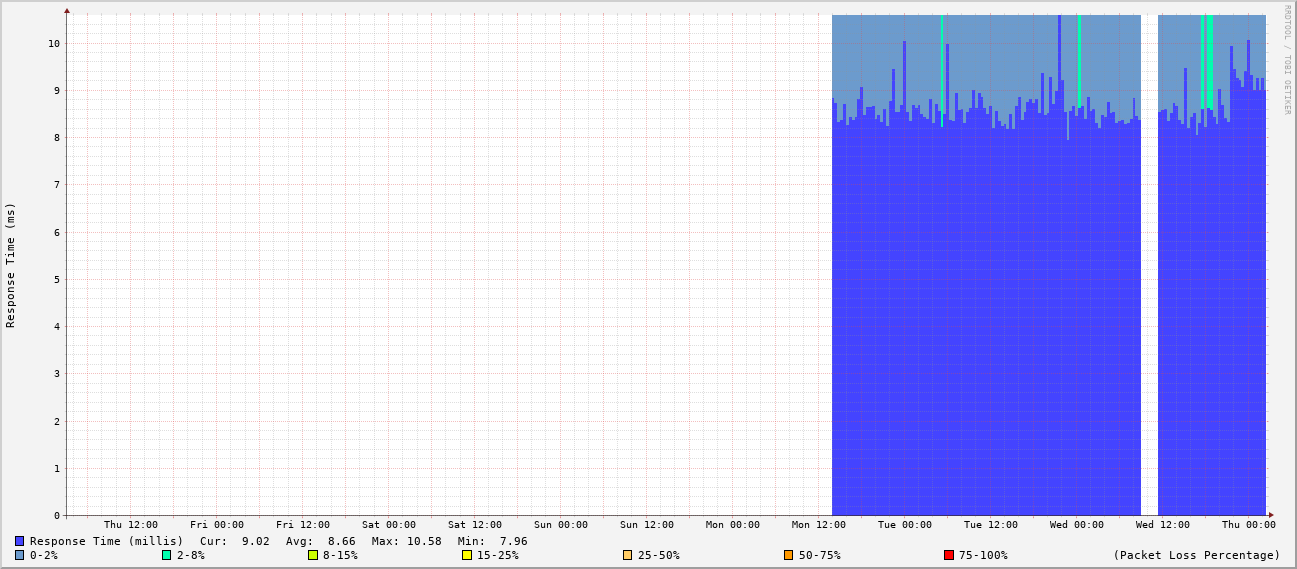 RRDTOOL / TOBI OETIKER
Response Time (ms)
10
9
8
7
6
5
4
3
2
1
0
Thu 12:00 Fri 00:00 Fri 12:00 Sat 00:00 Sat 12:00 Sun 00:00 Sun 12:00 Mon 00:00 Mon 12:00 Tue 00:00 Tue 12:00 Wed 00:00 Wed 12:00 Thu 00:00
Response Time (millis) Cur: 9.02 Avg: 8.66 Max: 10.58 Min: 7.96
0-2% 2-8% 8-15% 15-25% 25-50% 50-75% 75-100% (Packet Loss Percentage)